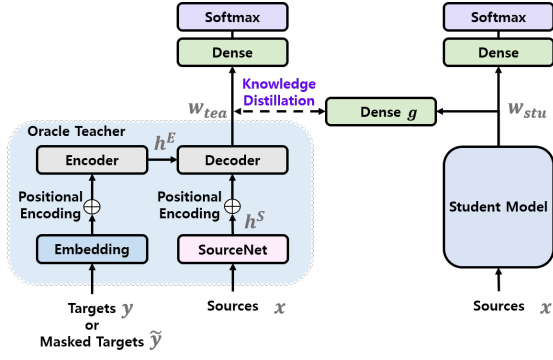 Softmax
Softmax
Dense
Dense
Knowledge
Distillation
w_tea
Dense g
w_stu
Oracle Teacher
h^E
Encoder
Decoder
Positional
Encoding
Positional
Encoding
h^S
Student Model
Embedding
SourceNet
Targets y
or
Masked Targets ỹ
Sources x
Sources x